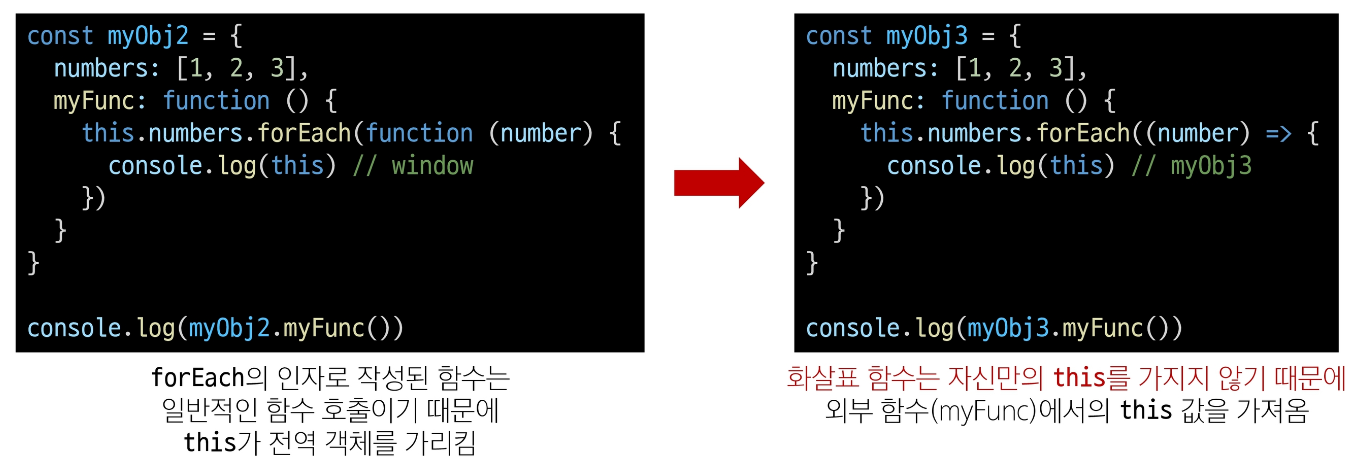 const myObj2 = {
  numbers: [1, 2, 3],
  myFunc: function () {
    this.numbers.forEach(function (number) {
      console.log(this) // window
    })
  }
}

console.log(myObj2.myFunc())
forEach의 인자로 작성된 함수는
일반적인 함수 호출이기 때문에
this가 전역 객체를 가리킴
const myObj3 = {
  numbers: [1, 2, 3],
  myFunc: function () {
    this.numbers.forEach((number) => {
      console.log(this) // myObj3
    })
  }
}

console.log(myObj3.myFunc())
화살표 함수는 자신만의 this를 가지지 않기 때문에
외부 함수(myFunc)에서의 this 값을 가져옴